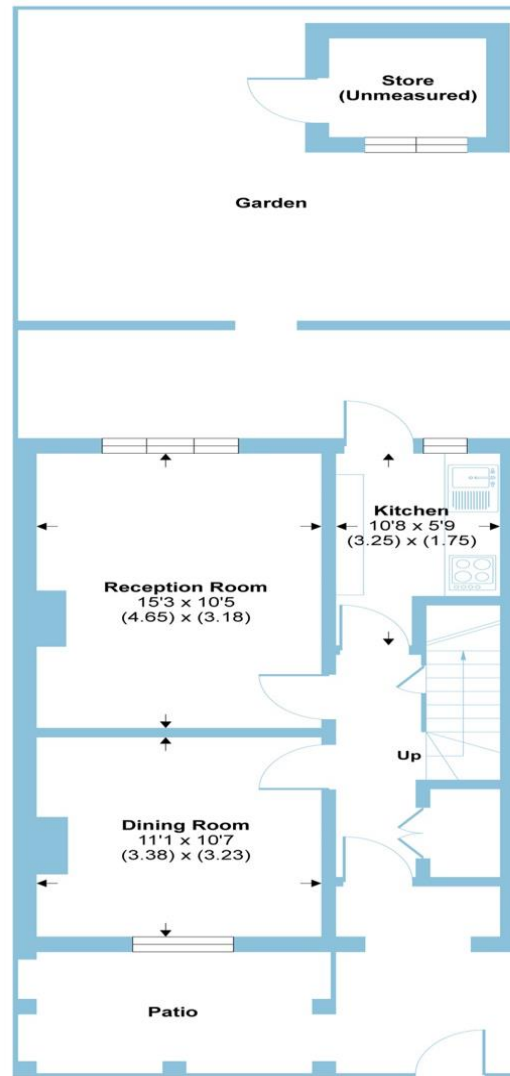 Store
(Unmeasured)
Garden
Kitchen
10'8 x 5'9
(3.25) x (1.75)
Reception Room
15'3 x 10'5
(4.65) x (3.18)
Up
Dining Room
11'1 x 10'7
(3.38) x (3.23)
Patio